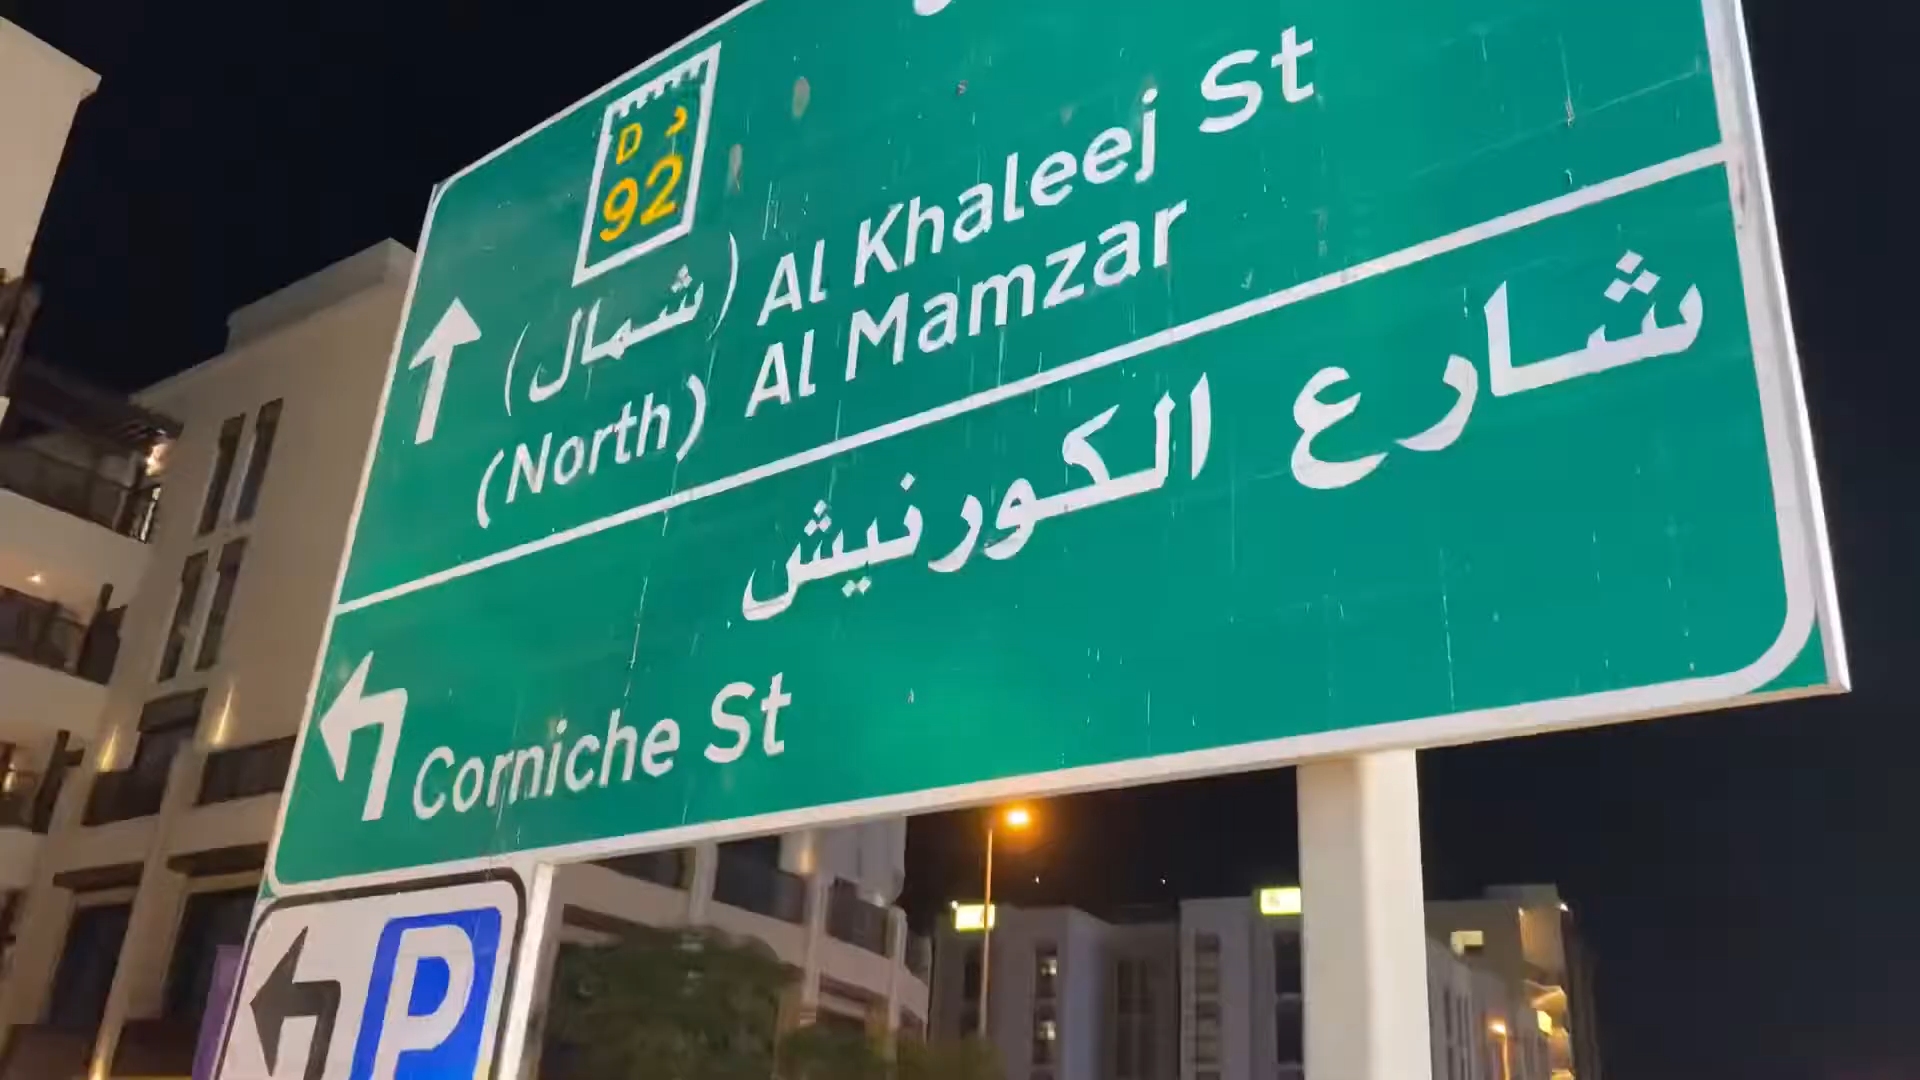 D د
92
(شمال) Al Khaleej St
(North) Al Mamzar
شارع الكورنيش
Corniche St
P